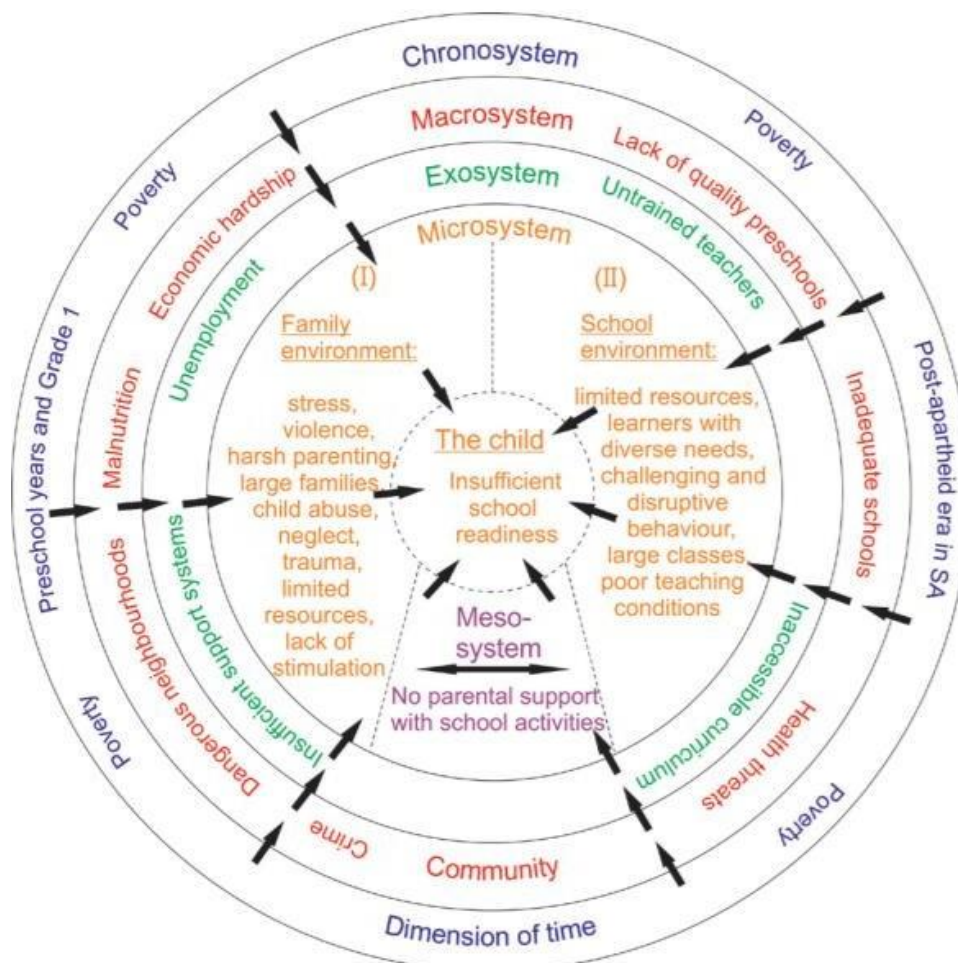 Chronosystem
Poverty
Poverty
Preschool years and Grade 1
Post-apartheid era in SA
Poverty
Poverty
Dimension of time
Macrosystem
Lack of quality preschools
Economic hardship
Malnutrition
Inadequate schools
Dangerous neighbourhoods
Health threats
Crime
Community
Exosystem
Untrained teachers
Unemployment
Insufficient support systems
Inaccessible curriculum
Microsystem
(I)
Family
environment:
stress,
violence,
harsh parenting,
large families,
child abuse,
neglect,
trauma,
limited
resources,
lack of
stimulation
(II)
School
environment:
limited resources,
learners with
diverse needs,
challenging and
disruptive
behaviour,
large classes,
poor teaching
conditions
The child
Insufficient
school
readiness
Meso-
system
No parental support
with school activities